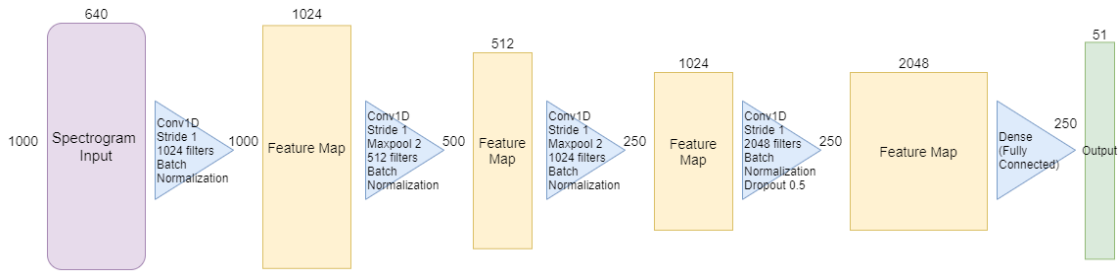 640
1000
Spectrogram
Input
Conv1D
Stride 1
1024 filters
Batch
Normalization
1024
1000
Feature Map
Conv1D
Stride 1
Maxpool 2
512 filters
Batch
Normalization
512
500
Feature
Map
Conv1D
Stride 1
Maxpool 2
1024 filters
Batch
Normalization
1024
250
Feature
Map
Conv1D
Stride 1
2048 filters
Batch
Normalization
Dropout 0.5
2048
250
Feature Map
Dense
(Fully
Connected)
51
250
Output